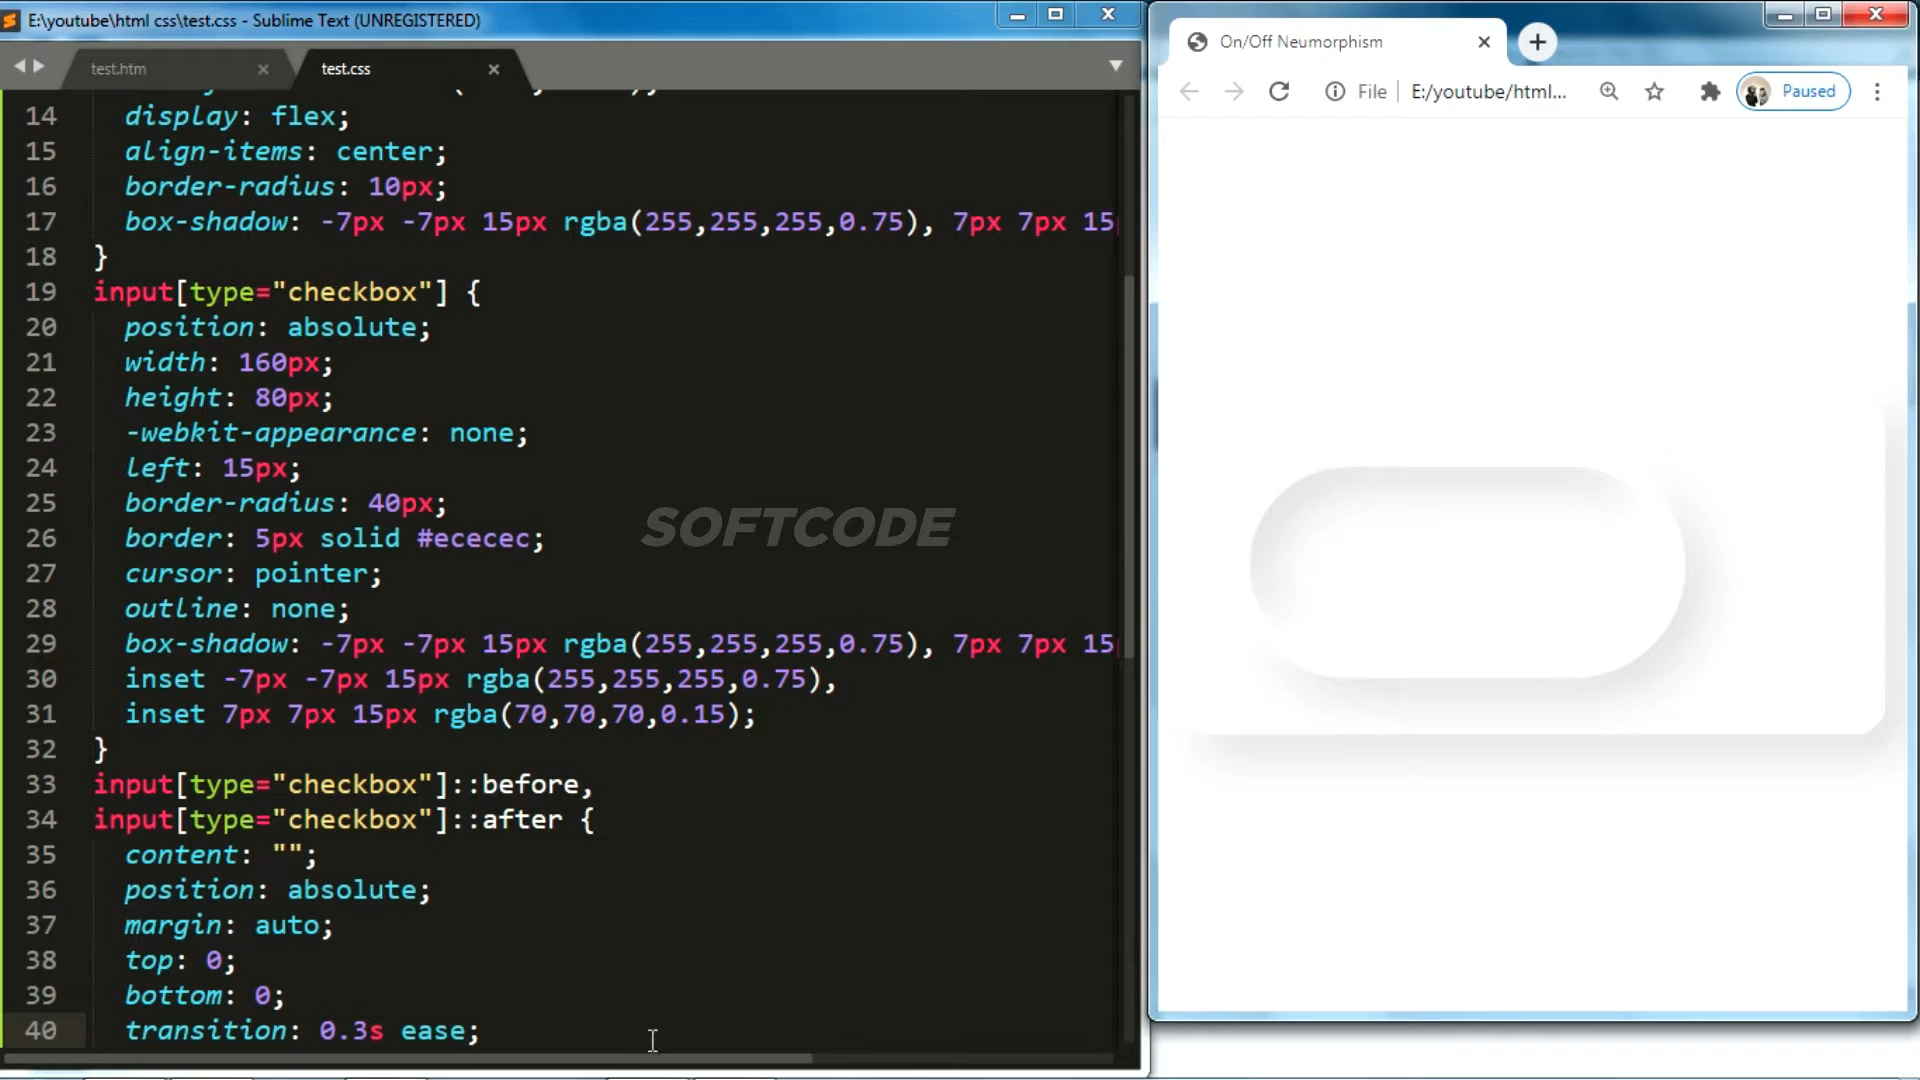 E:\youtube\html css\test.css - Sublime Text (UNREGISTERED)
test.htm
test.css
14 display: flex;
15 align-items: center;
16 border-radius: 10px;
17 box-shadow: -7px -7px 15px rgba(255,255,255,0.75), 7px 7px 15
18 }
19 input[type="checkbox"] {
20 position: absolute;
21 width: 160px;
22 height: 80px;
23 -webkit-appearance: none;
24 left: 15px;
25 border-radius: 40px;
26 border: 5px solid #ececec;
27 cursor: pointer;
28 outline: none;
29 box-shadow: -7px -7px 15px rgba(255,255,255,0.75), 7px 7px 15
30 inset -7px -7px 15px rgba(255,255,255,0.75),
31 inset 7px 7px 15px rgba(70,70,70,0.15);
32 }
33 input[type="checkbox"]::before,
34 input[type="checkbox"]::after {
35 content: "";
36 position: absolute;
37 margin: auto;
38 top: 0;
39 bottom: 0;
40 transition: 0.3s ease;
SOFTCODE
On/Off Neumorphism
File E:/youtube/html...
Paused